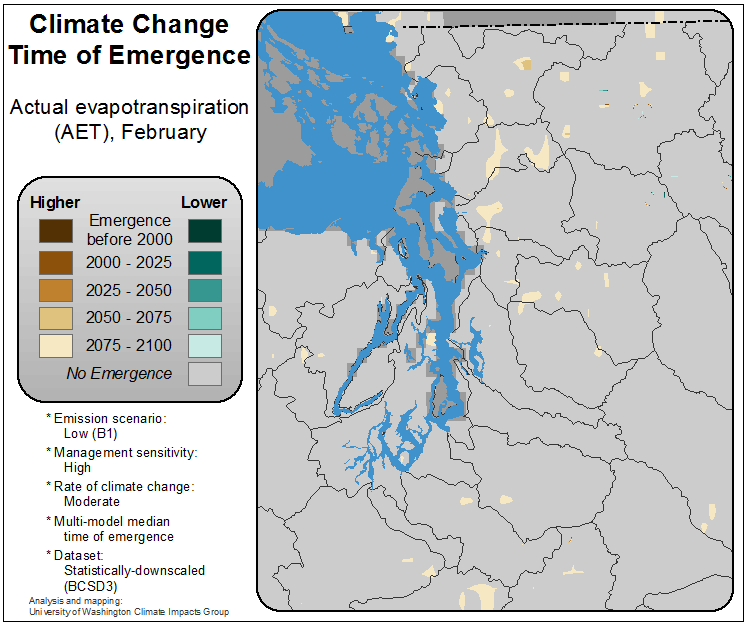 Climate Change
Time of Emergence
Actual evapotranspiration
(AET), February
Higher Lower
Emergence
before 2000
2000 - 2025
2025 - 2050
2050 - 2075
2075 - 2100
No Emergence
* Emission scenario:
Low (B1)
* Management sensitivity:
High
* Rate of climate change:
Moderate
* Multi-model median
time of emergence
* Dataset:
Statistically-downscaled
(BCSD3)
Analysis and mapping:
University of Washington Climate Impacts Group